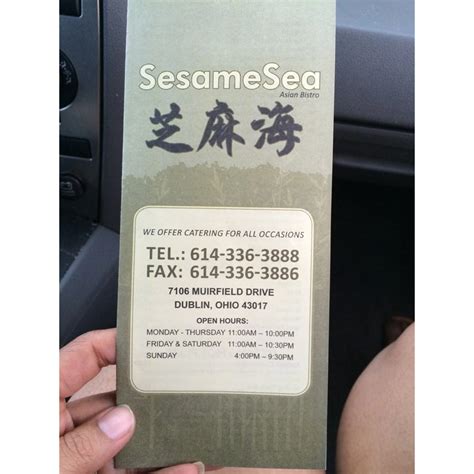 SesameSea
Asian Bistro
芝麻海
WE OFFER CATERING FOR ALL OCCASIONS
TEL.: 614-336-3888
FAX: 614-336-3886
7106 MUIRFIELD DRIVE
DUBLIN, OHIO 43017
OPEN HOURS:
MONDAY - THURSDAY 11:00AM – 10:00PM
FRIDAY & SATURDAY 11:00AM – 10:30PM
SUNDAY 4:00PM – 9:30PM